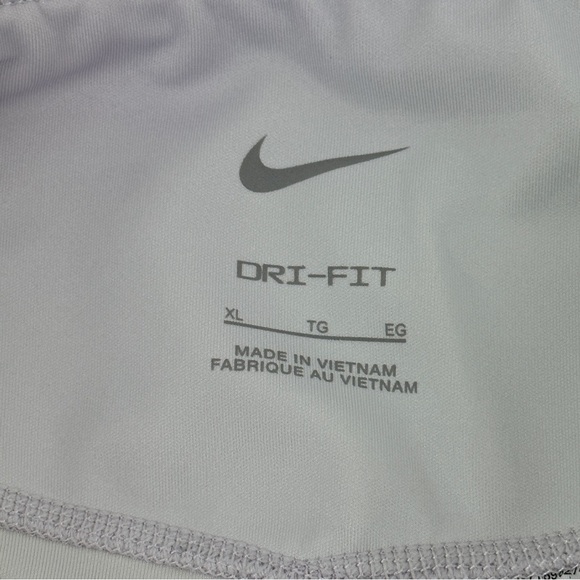 DRI-FIT
XL TG EG
MADE IN VIETNAM
FABRIQUE AU VIETNAM